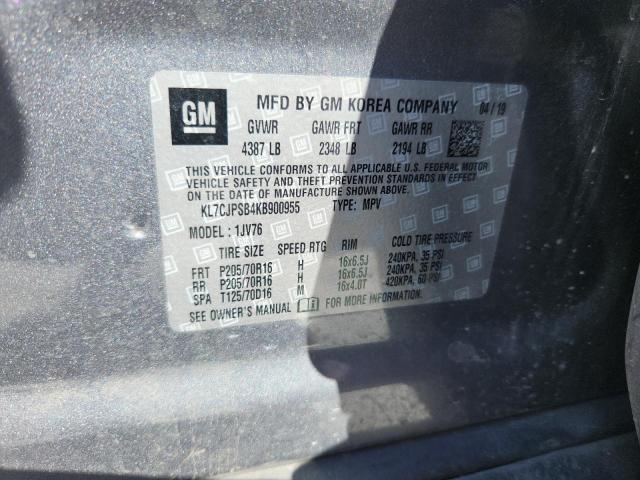 GM
MFD BY GM KOREA COMPANY 04/19
GVWR GAWR FRT GAWR RR
4387 LB 2348 LB 2194 LB
THIS VEHICLE CONFORMS TO ALL APPLICABLE U.S. FEDERAL MOTOR
VEHICLE SAFETY AND THEFT PREVENTION STANDARDS IN EFFECT
ON THE DATE OF MANUFACTURE SHOWN ABOVE.
KL7CJPSB4KB900955 TYPE: MPV
MODEL: 1JV76
TIRE SIZE SPEED RTG RIM COLD TIRE PRESSURE
FRT P205/70R16 H 16x6.5J 240KPA, 35 PSI
RR P205/70R16 H 16x6.5J 240KPA, 35 PSI
SPA T125/70D16 M 16x4.0T 420KPA, 60 PSI
SEE OWNER'S MANUAL FOR MORE INFORMATION.